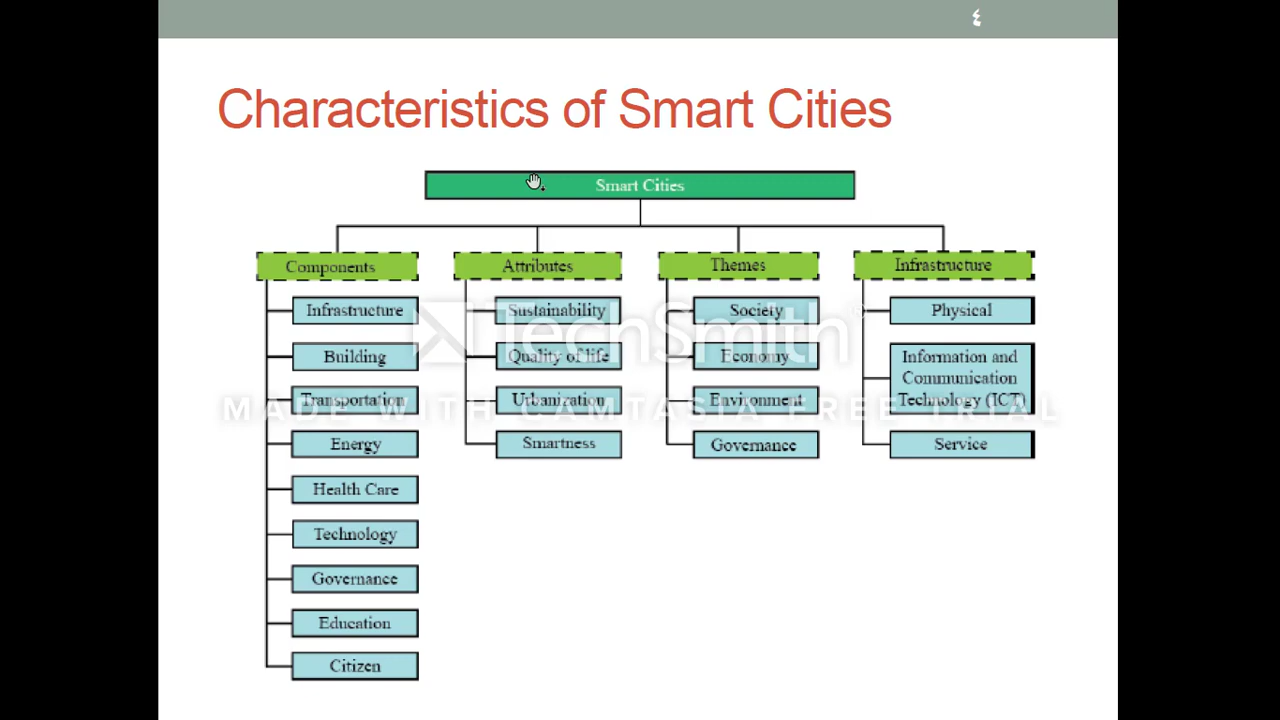 ٤
Characteristics of Smart Cities
Smart Cities
Components
Infrastructure
Building
Transportation
Energy
Health Care
Technology
Governance
Education
Citizen
Attributes
Sustainability
Quality of life
Urbanization
Smartness
Themes
Society
Economy
Environment
Governance
Infrastructure
Physical
Information and
Communication
Technology (ICT)
Service
TechSmith
MADE WITH CAMTASIA FREE TRIAL